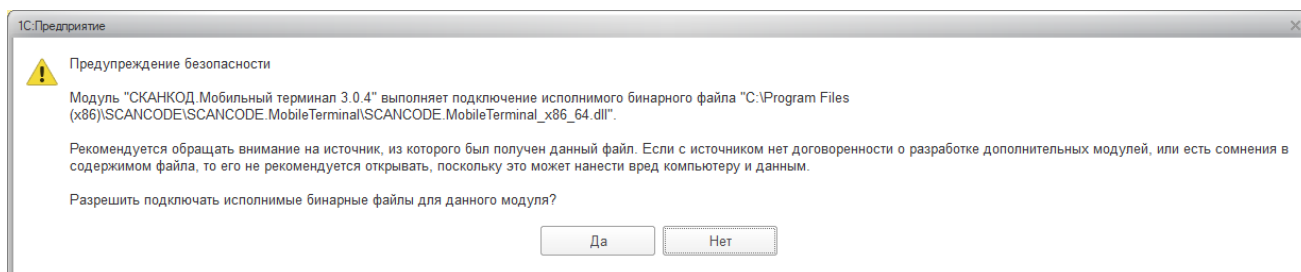 1С:Предприятие
Предупреждение безопасности
Модуль "СКАНКОД.Мобильный терминал 3.0.4" выполняет подключение исполнимого бинарного файла "C:\Program Files
(x86)\SCANCODE\SCANCODE.MobileTerminal\SCANCODE.MobileTerminal_x86_64.dll".
Рекомендуется обращать внимание на источник, из которого был получен данный файл. Если с источником нет договоренности о разработке дополнительных модулей, или есть сомнения в
содержимом файла, то его не рекомендуется открывать, поскольку это может нанести вред компьютеру и данным.
Разрешить подключать исполнимые бинарные файлы для данного модуля?
Да Нет